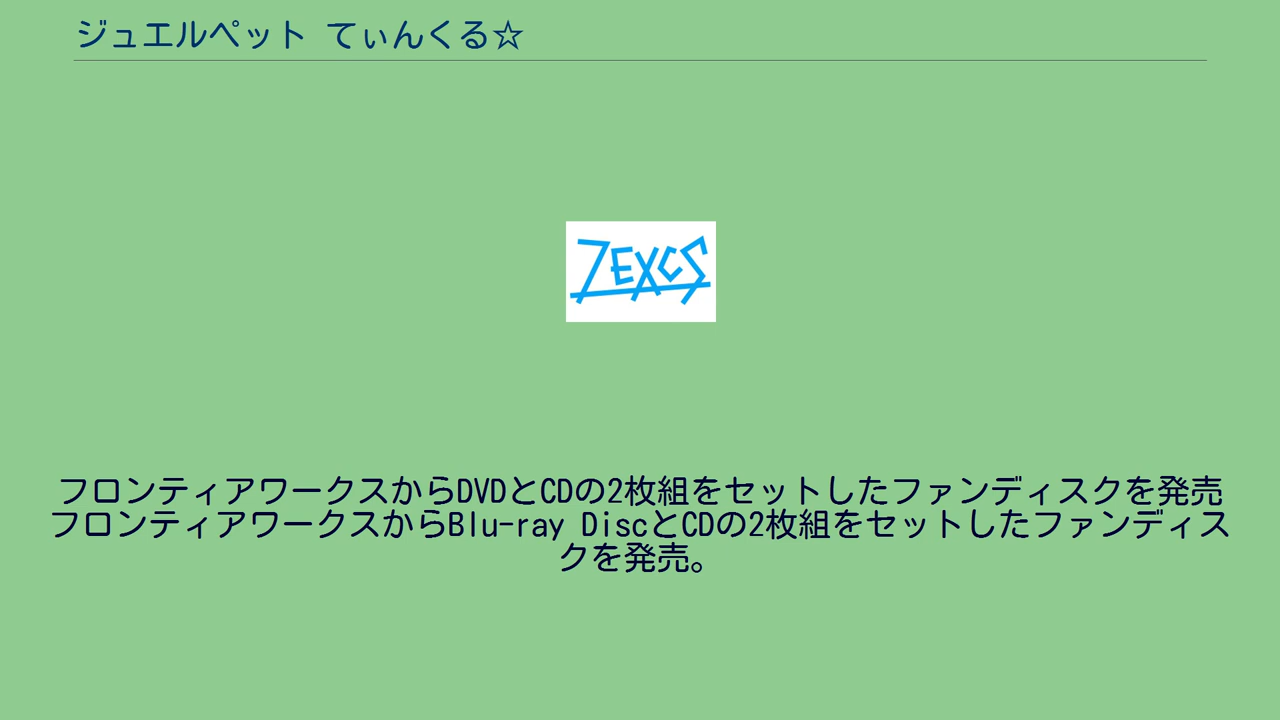 ジュエルペット てぃんくる☆
ZEXCS
フロンティアワークスからDVDとCDの2枚組をセットしたファンディスクを発売
フロンティアワークスからBlu-ray DiscとCDの2枚組をセットしたファンディス
クを発売。